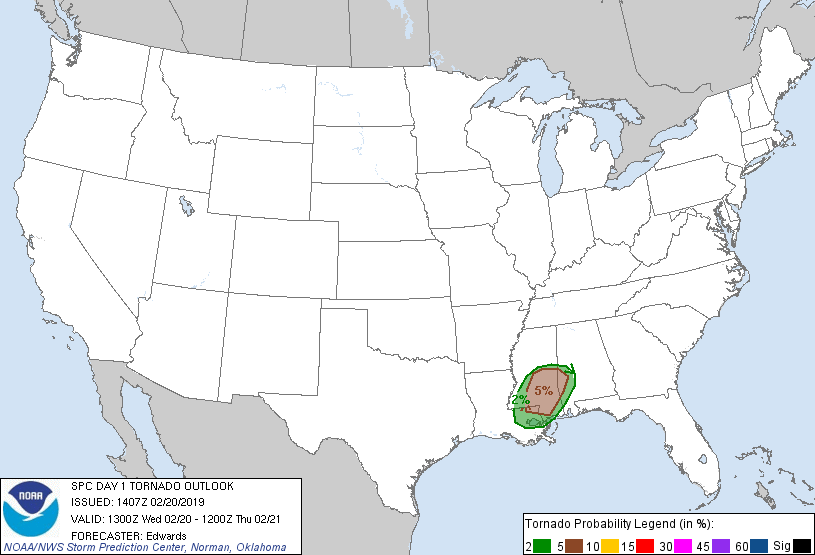 5%
2%
NOAA
SPC DAY 1 TORNADO OUTLOOK
ISSUED: 1407Z 02/20/2019
VALID: 1300Z Wed 02/20 - 1200Z Thu 02/21
FORECASTER: Edwards
NOAA/NWS Storm Prediction Center, Norman, Oklahoma
Tornado Probability Legend (in %):
2 5 10 15 30 45 60 Sig